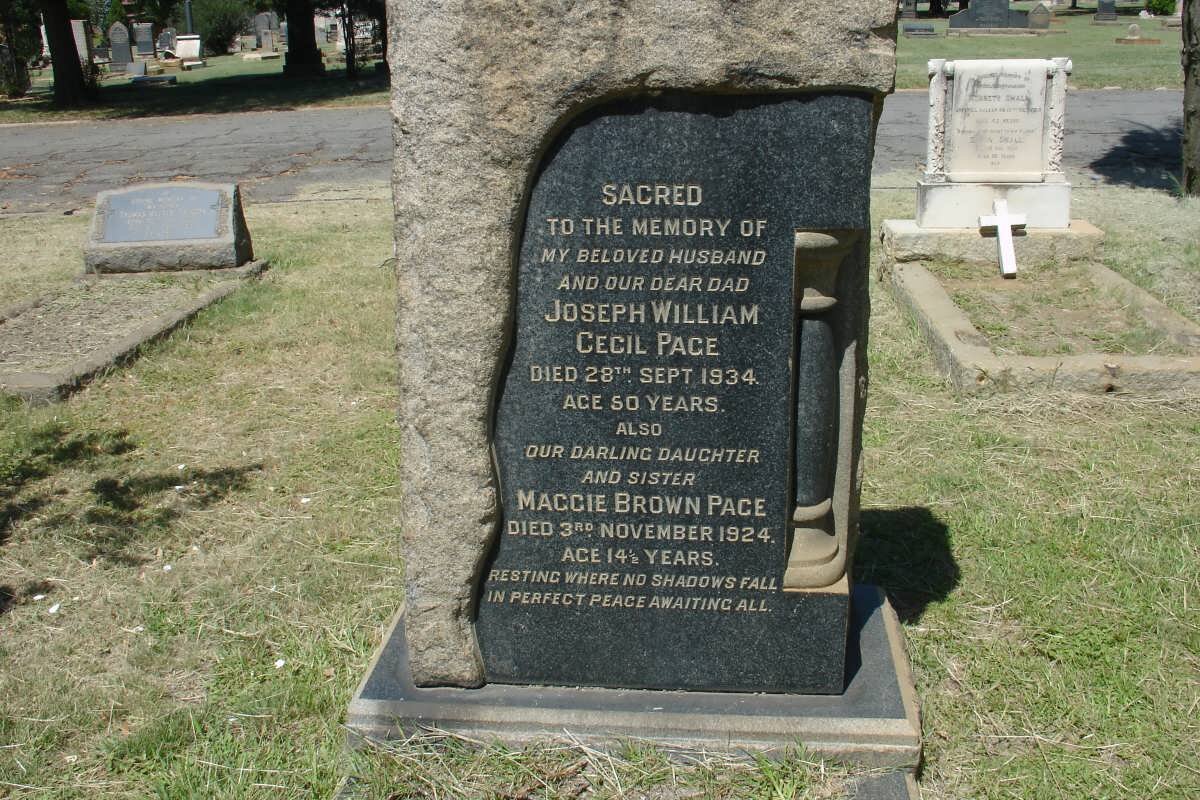 SACRED
TO THE MEMORY OF
MY BELOVED HUSBAND
AND OUR DEAR DAD
JOSEPH WILLIAM
CECIL PAGE
DIED 28TH. SEPT 1934.
AGE 50 YEARS.
ALSO
OUR DARLING DAUGHTER
AND SISTER
MAGGIE BROWN PAGE
DIED 3RD NOVEMBER 1924.
AGE 14½ YEARS.
RESTING WHERE NO SHADOWS FALL
IN PERFECT PEACE AWAITING ALL.